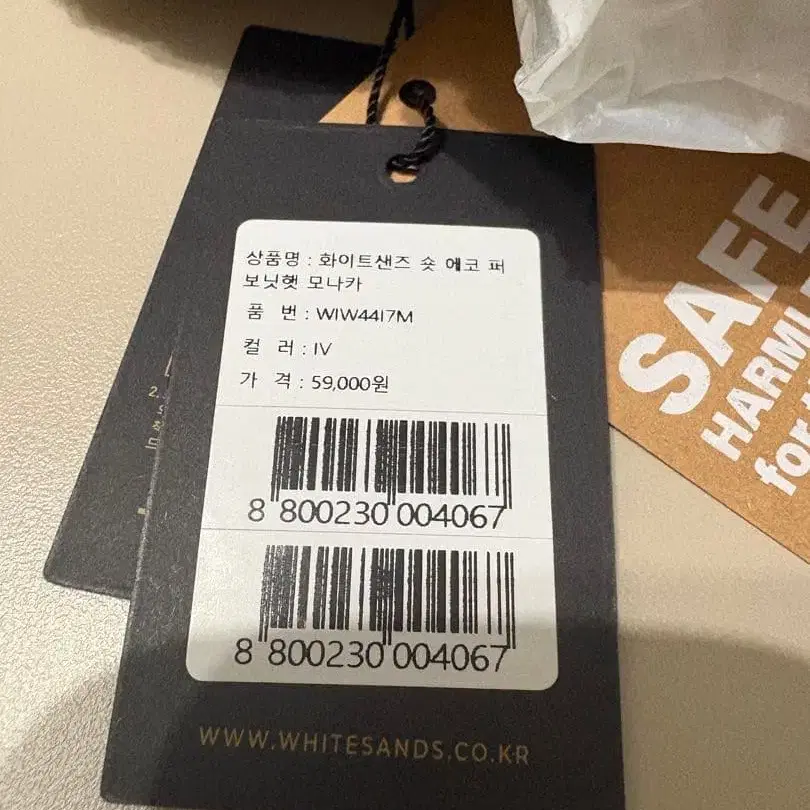 상품명 : 화이트샌즈 숏 에코 퍼
보닛햇 모나카
품 번 : WIW44I7M
컬 러 : IV
가 격 : 59,000원
8 800230 004067
8 800230 004067
WWW.WHITESANDS.CO.KR
SAFE
for